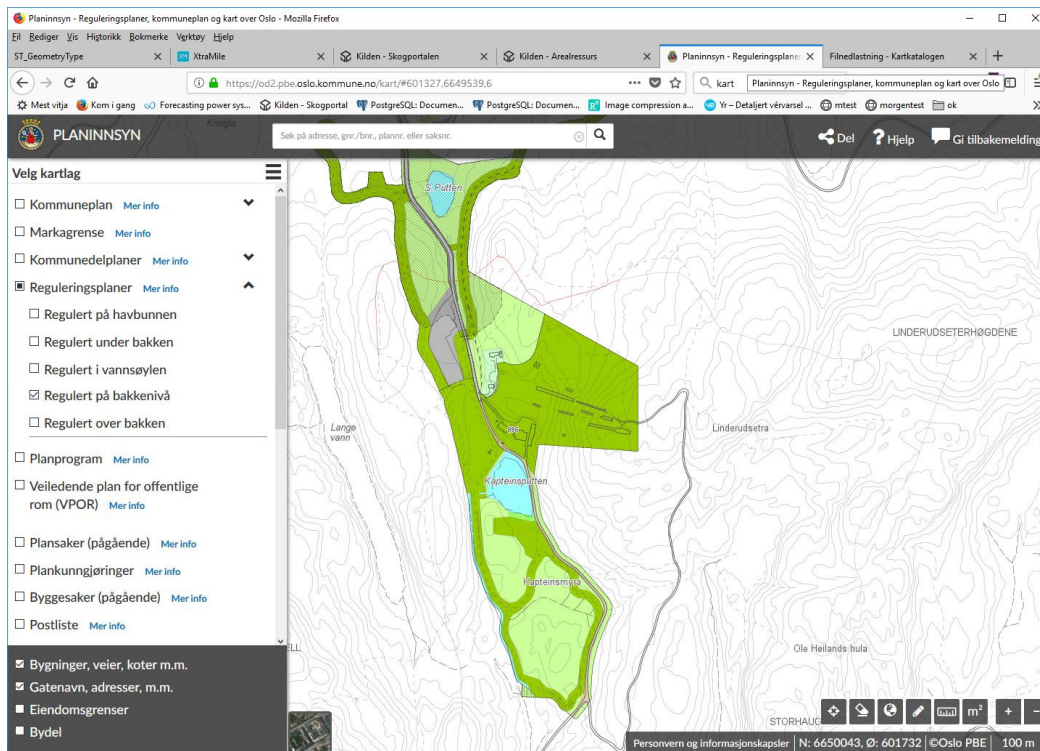 Planinnsyn - Reguleringsplaner, kommuneplan og kart over Oslo - Mozilla Firefox
Fil Rediger Vis Historikk Bokmerke Verktøy Hjelp
ST_GeometryType XtraMile Kilden - Skogportalen Kilden - Arealressurs Planinnsyn - Reguleringsplaner Filnedlastning - Kartkatalogen
https://od2.pbe.oslo.kommune.no/kart/#601327,6649539,6 kart Planinnsyn - Reguleringsplaner, kommuneplan og kart over Oslo
Mest vitja Kom i gang Forecasting power sys... Kilden - Skogportal PostgreSQL: Documen... PostgreSQL: Documen... Image compression a... Yr – Detaljert vêrvarsel ... mtest morgentest ok
PLANINNSYN
Søk på adresse, gnr./bnr., plannr. eller saksnr.
Del Hjelp Gi tilbakemelding
Kringla
Velg kartlag
Kommuneplan Mer info
Markagrense Mer info
Kommunedelplaner Mer info
Reguleringsplaner Mer info
Regulert på havbunnen
Regulert under bakken
Regulert i vannsøylen
Regulert på bakkenivå
Regulert over bakken
Planprogram Mer info
Veiledende plan for offentlige
rom (VPOR) Mer info
Plansaker (pågående) Mer info
Plankunngjøringer Mer info
Byggesaker (pågående) Mer info
Postliste Mer info
Bygninger, veier, koter m.m.
Gatenavn, adresser, m.m.
Eiendomsgrenser
Bydel
S. Putten
LINDERUDSETERHØGDENE
Lange
vann
886
Linderudsetra
Kapteinsputten
Kapteinsmyra
ELL
Ole Høilands hula
STORHAUG
m²
Personvern og informasjonskapsler N: 6650043, Ø: 601732 ©Oslo PBE 100 m